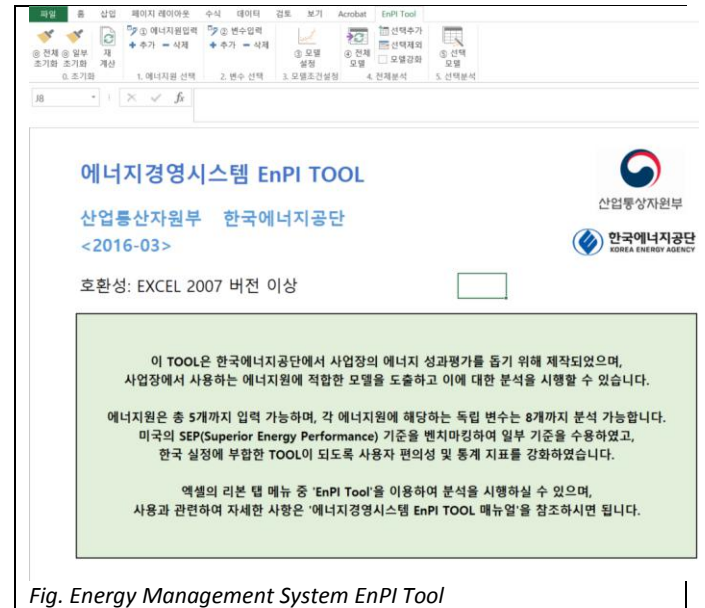 파일 홈 삽입 페이지 레이아웃 수식 데이터 검토 보기 Acrobat EnPI Tool
◎ 전체 초기화
◎ 일부 초기화
재 계산
0. 초기화
① 에너지원입력
추가 삭제
1. 에너지원 선택
② 변수입력
추가 삭제
2. 변수 선택
③ 모델 설정
3. 모델조건설정
④ 전체 모델
선택추가
선택제외
모델강화
4. 전체분석
⑤ 선택 모델
5. 선택분석
J8 fx
에너지경영시스템 EnPI TOOL
산업통산자원부 한국에너지공단
<2016-03>
산업통상자원부
한국에너지공단
KOREA ENERGY AGENCY
호환성: EXCEL 2007 버전 이상
이 TOOL은 한국에너지공단에서 사업장의 에너지 성과평가를 돕기 위해 제작되었으며,
사업장에서 사용하는 에너지원에 적합한 모델을 도출하고 이에 대한 분석을 시행할 수 있습니다.
에너지원은 총 5개까지 입력 가능하며, 각 에너지원에 해당하는 독립 변수는 8개까지 분석 가능합니다.
미국의 SEP(Superior Energy Performance) 기준을 벤치마킹하여 일부 기준을 수용하였고,
한국 실정에 부합한 TOOL이 되도록 사용자 편의성 및 통계 지표를 강화하였습니다.
엑셀의 리본 탭 메뉴 중 'EnPI Tool'을 이용하여 분석을 시행하실 수 있으며,
사용과 관련하여 자세한 사항은 '에너지경영시스템 EnPI TOOL 매뉴얼'을 참조하시면 됩니다.
Fig. Energy Management System EnPI Tool